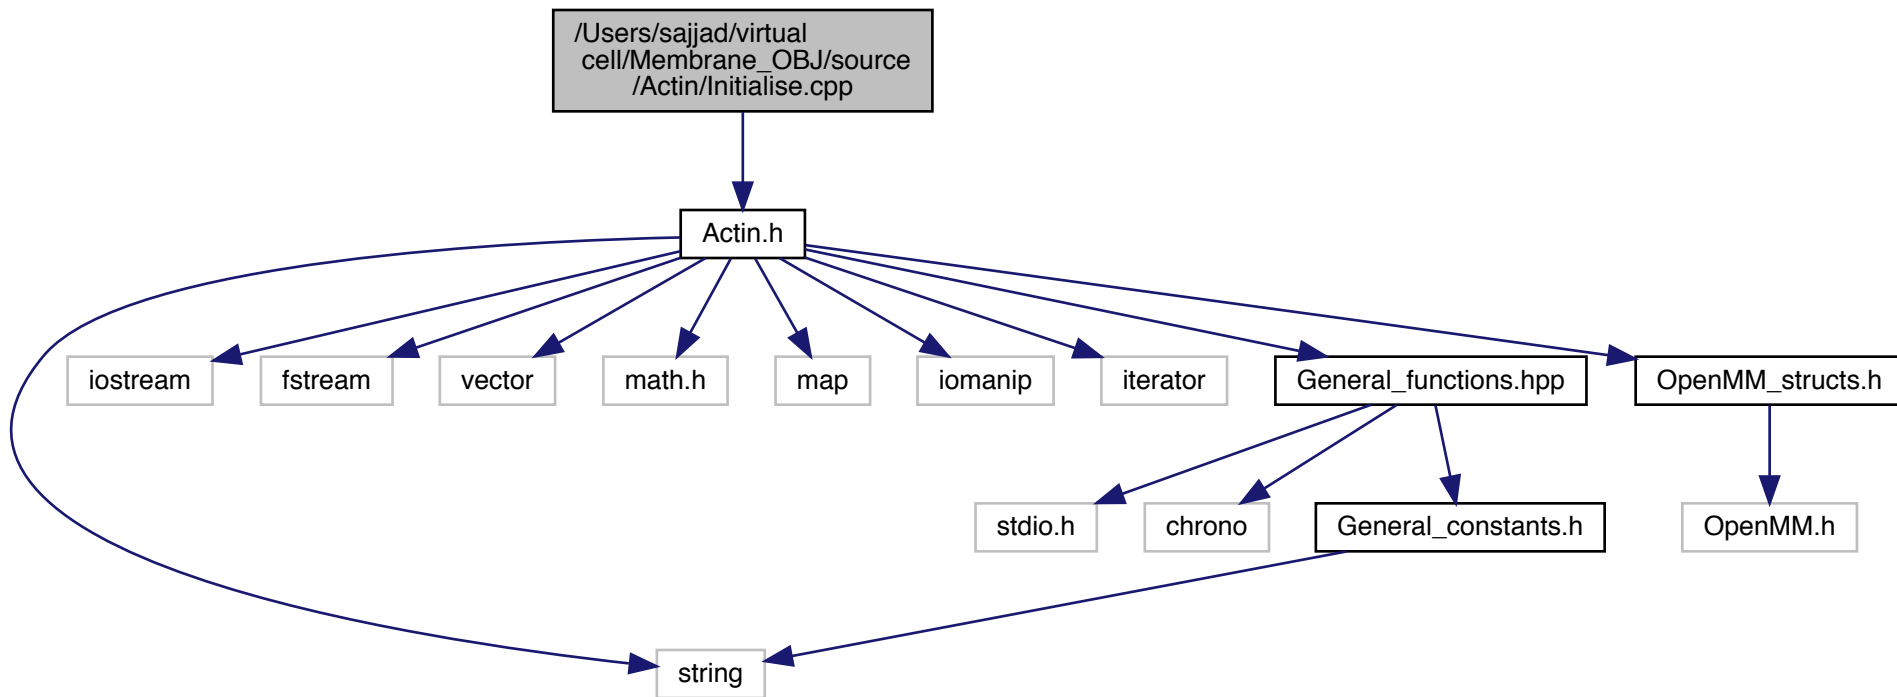 /Users/sajjad/virtual
cell/Membrane_OBJ/source
/Actin/Initialise.cpp
Actin.h
iostream
fstream
vector
math.h
map
iomanip
iterator
General_functions.hpp
OpenMM_structs.h
stdio.h
chrono
General_constants.h
OpenMM.h
string